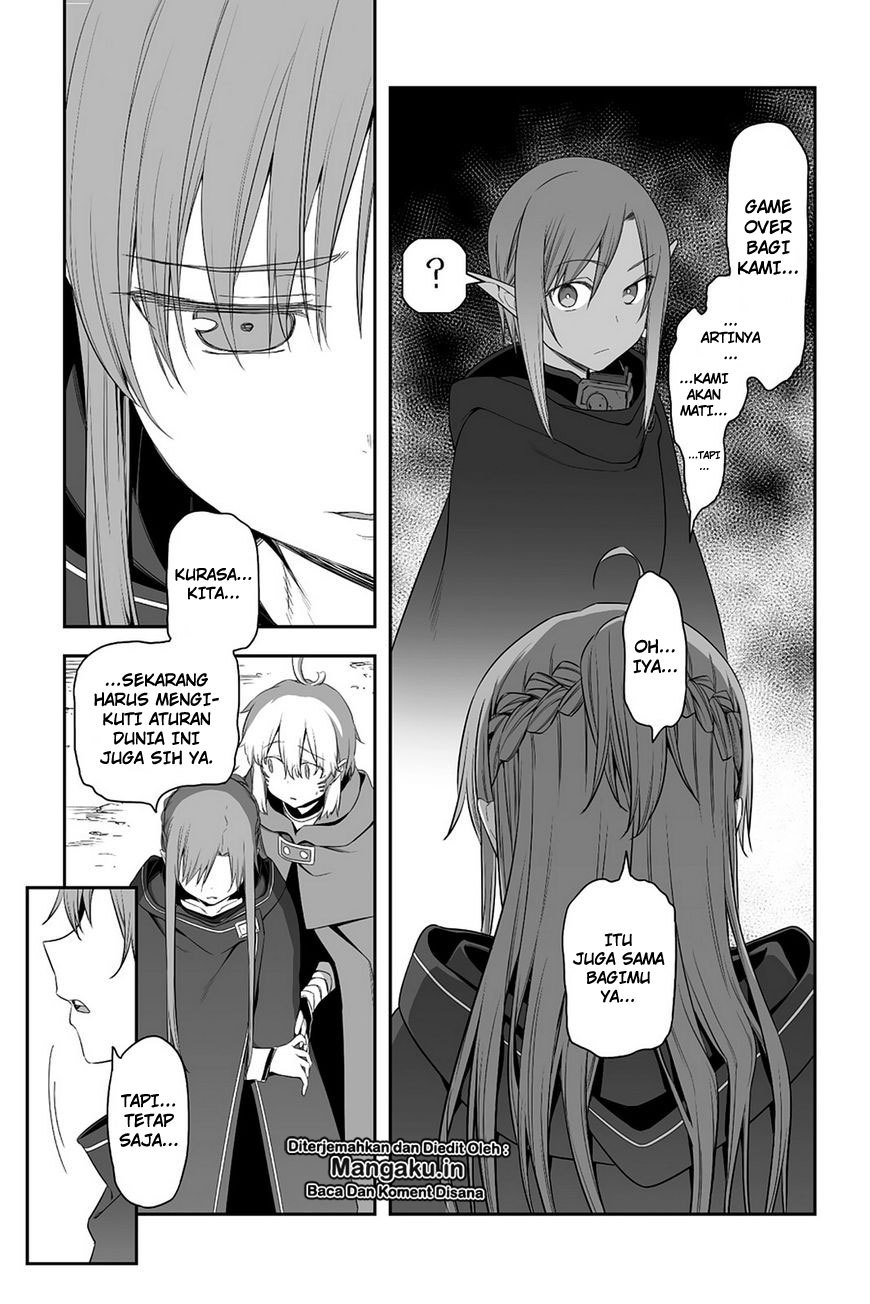 GAME
OVER
BAGI
KAMI...
...
ARTINYA
...
...KAMI
AKAN
MATI...
...TAPI
...
?
OH...
IYA...
ITU
JUGA SAMA
BAGIMU
YA...
KURASA...
KITA...
...SEKARANG
HARUS MENGI-
KUTI ATURAN
DUNIA INI
JUGA SIH YA.
TAPI...
TETAP
SAJA...
Diterjemahkan dan Diedit Oleh :
Mangaku.in
Baca Dan Koment Disana